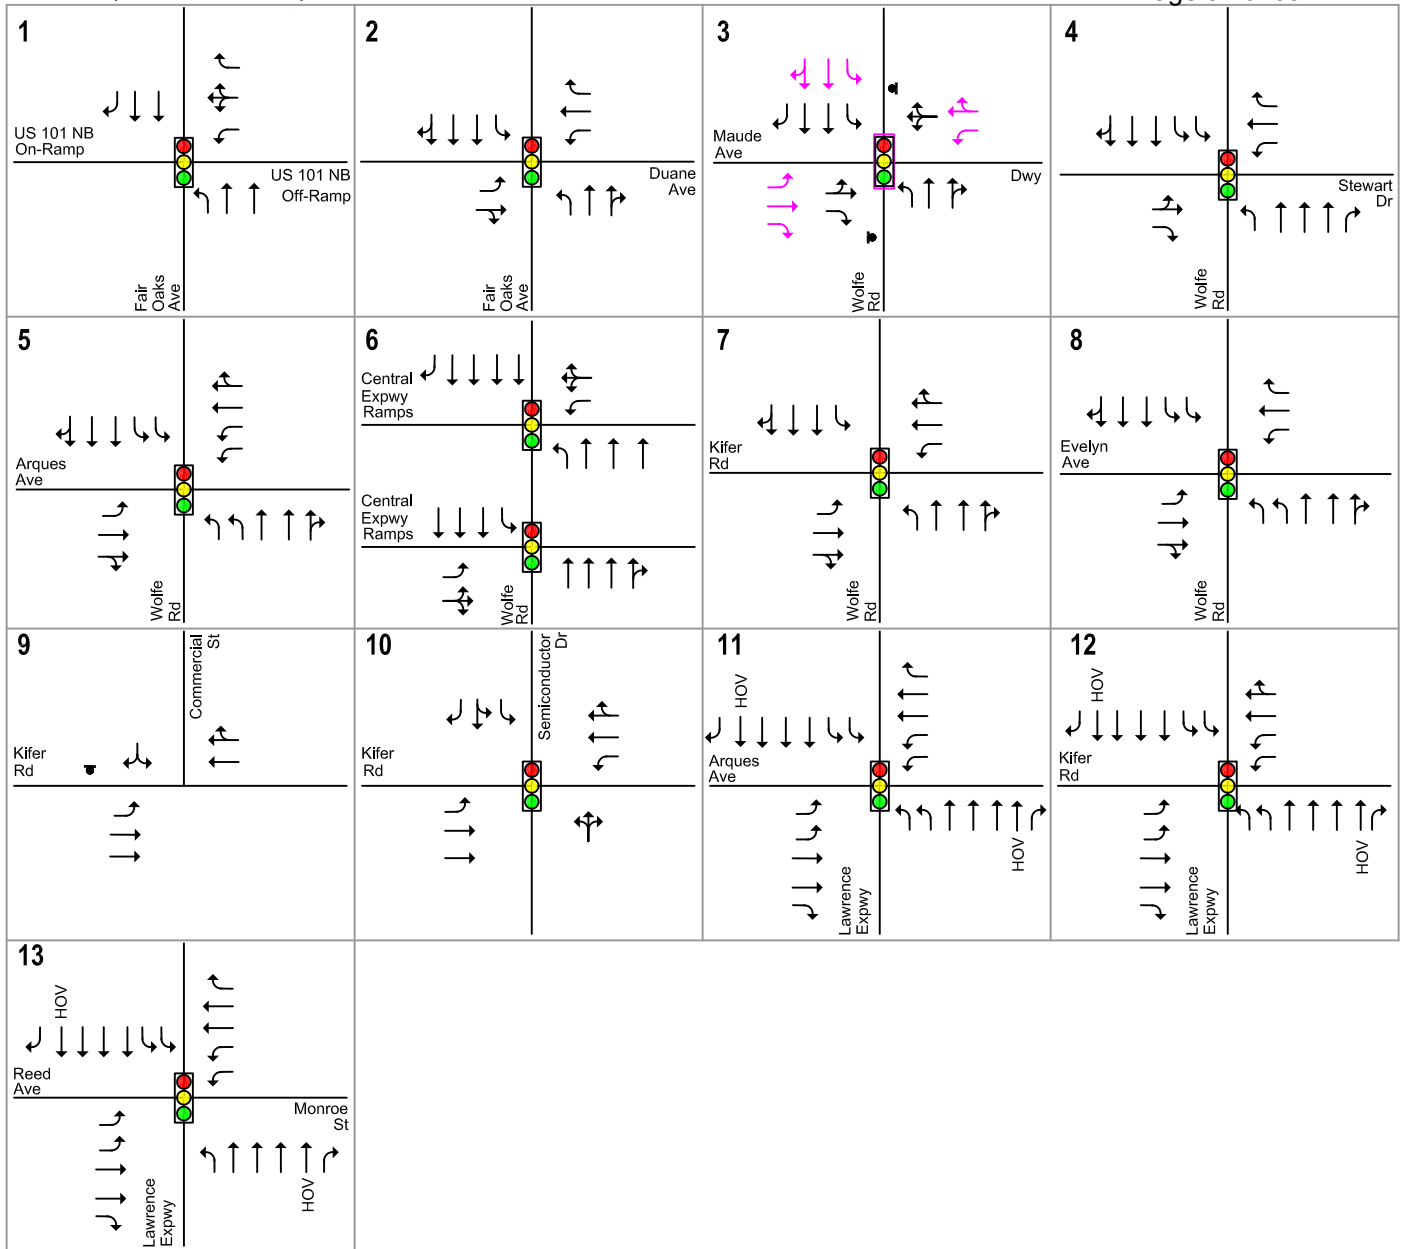 1
US 101 NB
On-Ramp
US 101 NB
Off-Ramp
Fair
Oaks
Ave
2
Duane
Ave
Fair
Oaks
Ave
3
Maude
Ave
Dwy
Wolfe
Rd
4
Stewart
Dr
Wolfe
Rd
5
Arques
Ave
Wolfe
Rd
6
Central
Expwy
Ramps
Central
Expwy
Ramps
Wolfe
Rd
7
Kifer
Rd
Wolfe
Rd
8
Evelyn
Ave
Wolfe
Rd
9
Commercial
St
Kifer
Rd
10
Semiconductor
Dr
Kifer
Rd
11
HOV
Arques
Ave
HOV
Lawrence
Expwy
12
HOV
Kifer
Rd
HOV
Lawrence
Expwy
13
HOV
Reed
Ave
Monroe
St
HOV
Lawrence
Expwy